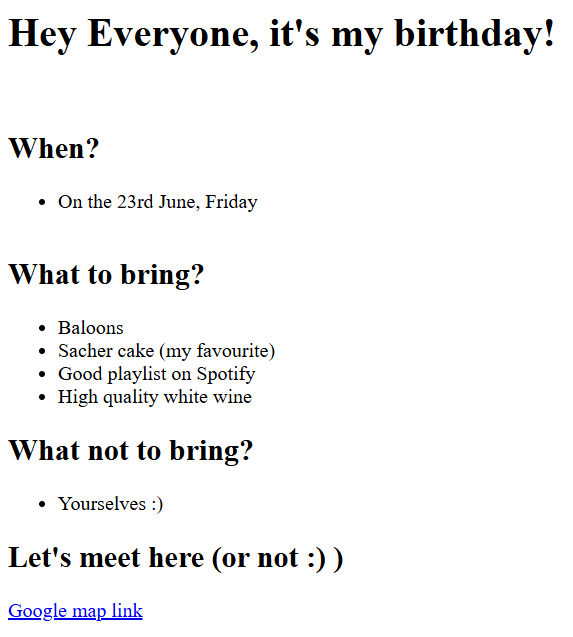 Hey Everyone, it's my birthday!
When?
On the 23rd June, Friday
What to bring?
Baloons
Sacher cake (my favourite)
Good playlist on Spotify
High quality white wine
What not to bring?
Yourselves :)
Let's meet here (or not :) )
Google map link